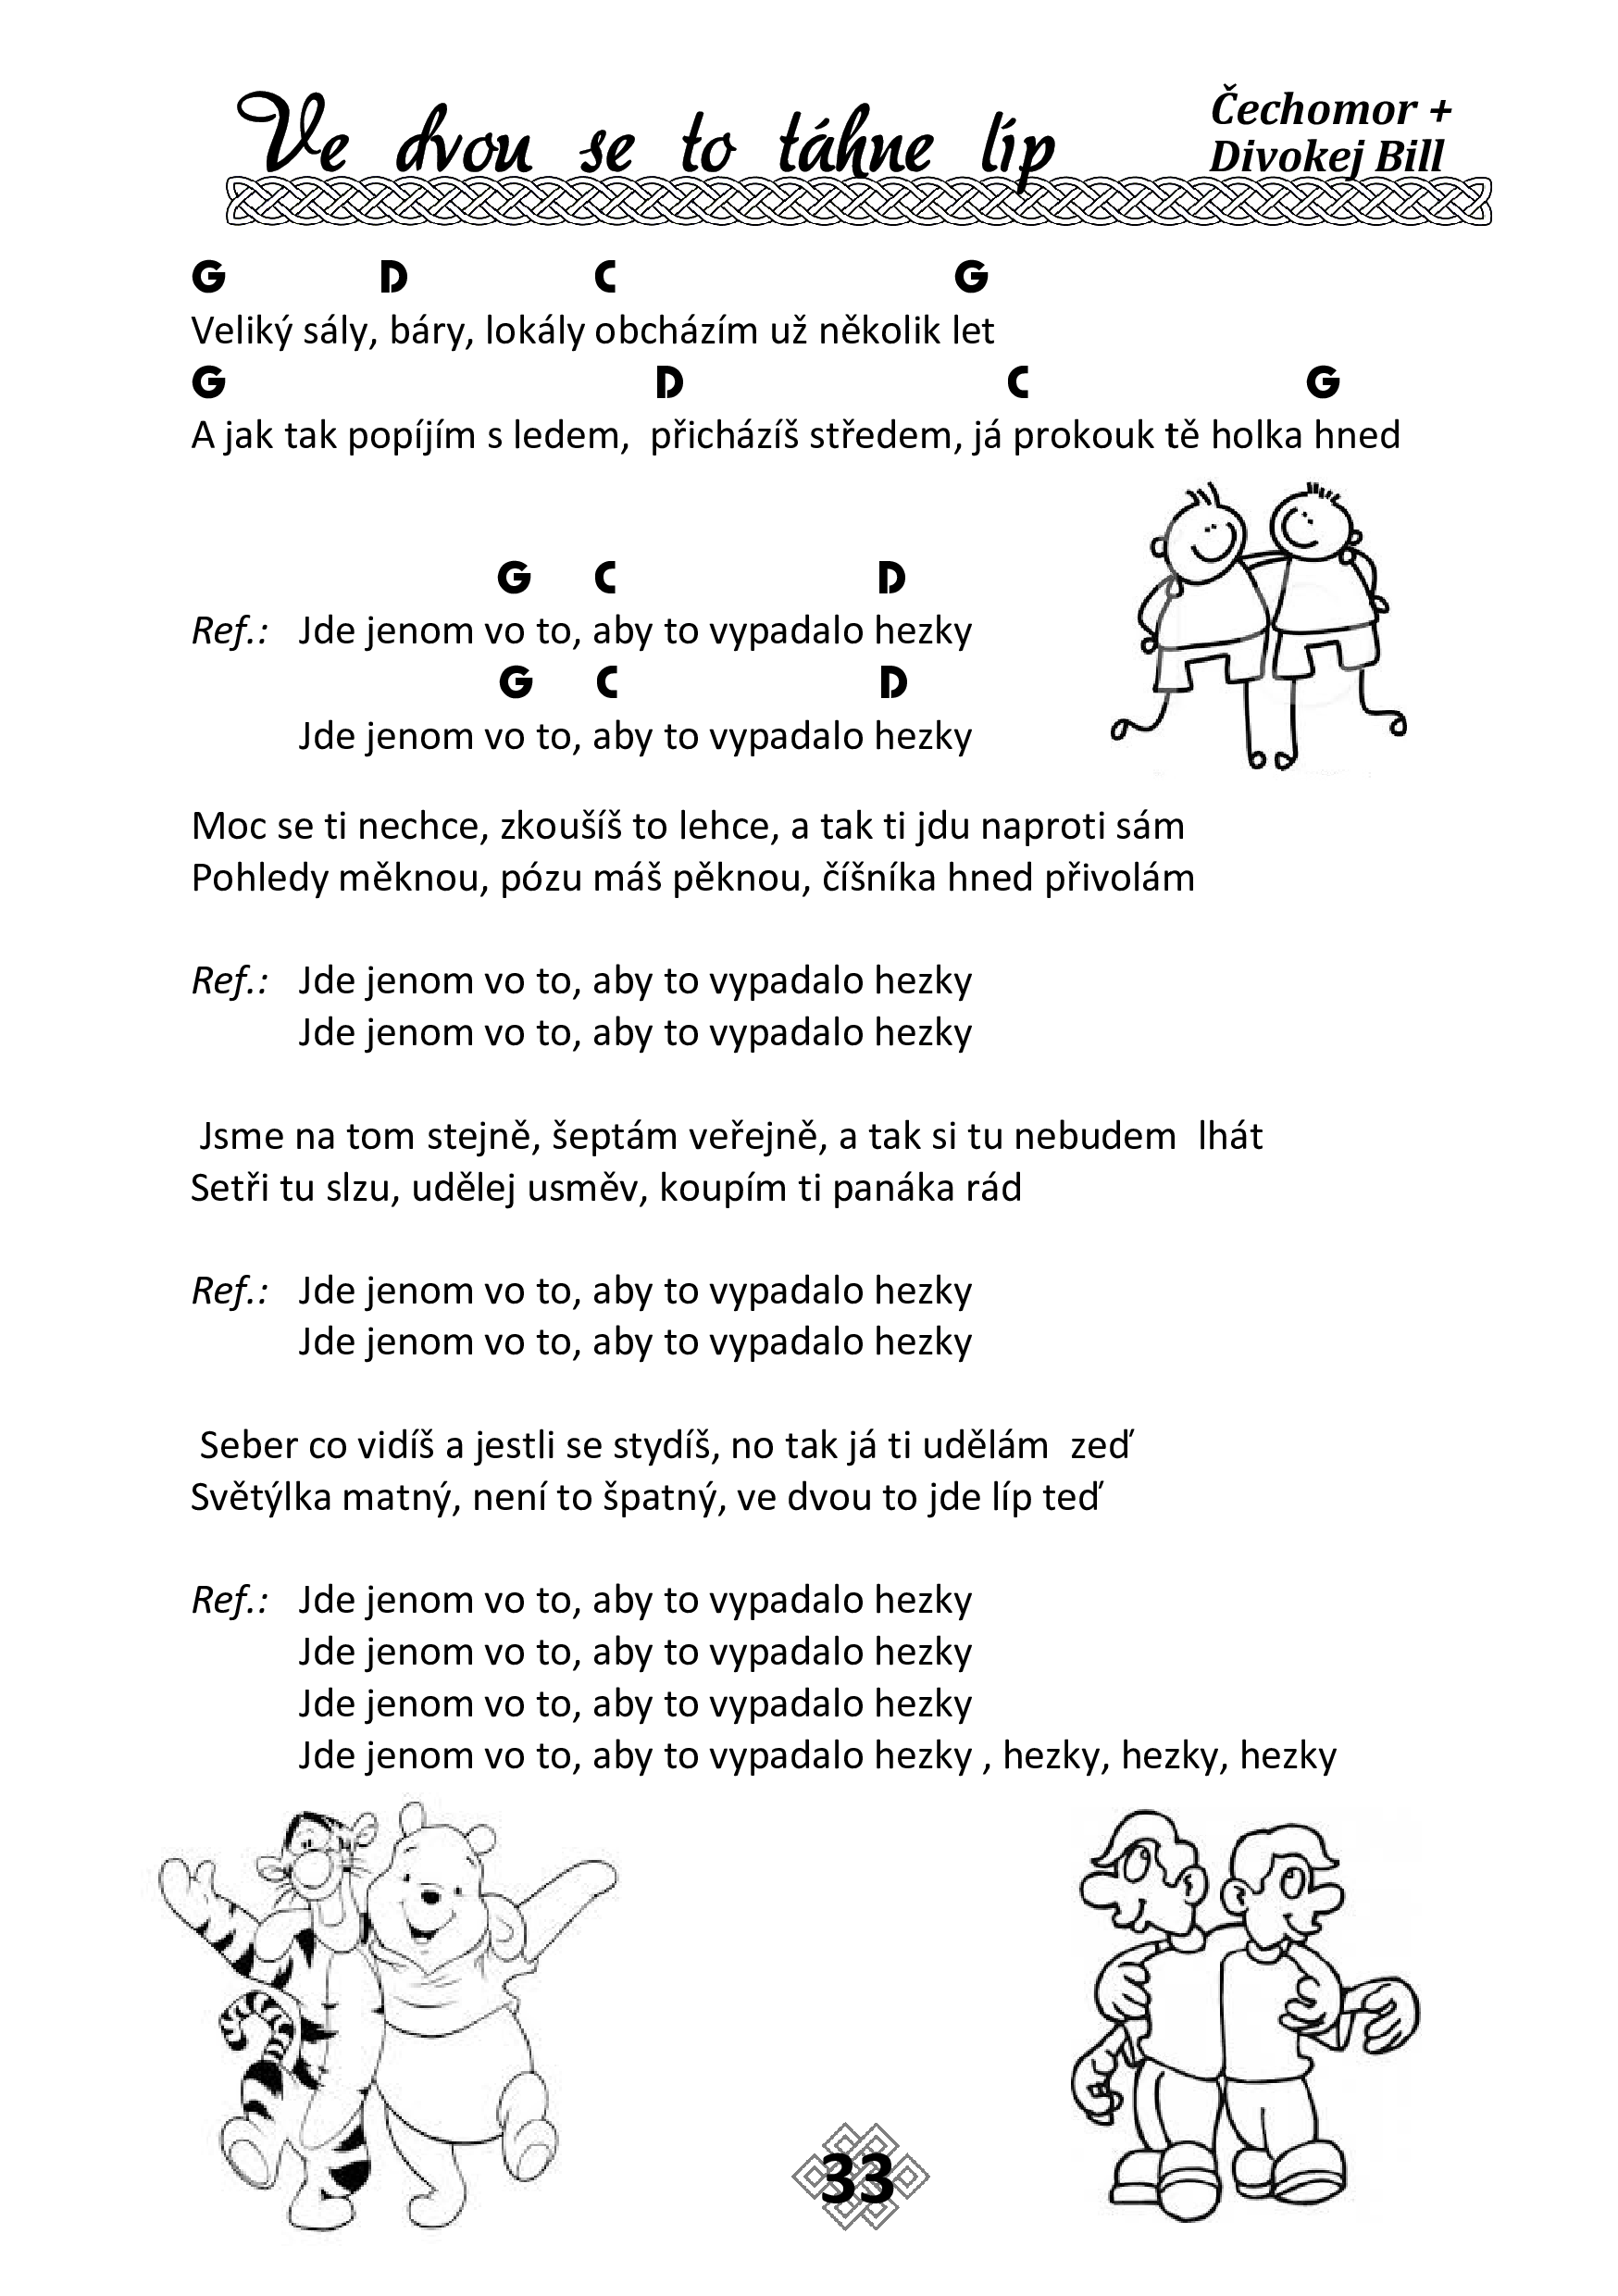 Ve dvou se to táhne líp
Čechomor +
Divokej Bill
G D C G
Veliký sály, báry, lokály obcházím už několik let
G D C G
A jak tak popíjím s ledem, přicházíš středem, já prokouk tě holka hned
G C D
Ref.: Jde jenom vo to, aby to vypadalo hezky
G C D
Jde jenom vo to, aby to vypadalo hezky
Moc se ti nechce, zkoušíš to lehce, a tak ti jdu naproti sám
Pohledy měknou, pózu máš pěknou, číšníka hned přivolám
Ref.: Jde jenom vo to, aby to vypadalo hezky
Jde jenom vo to, aby to vypadalo hezky
Jsme na tom stejně, šeptám veřejně, a tak si tu nebudem lhát
Setři tu slzu, udělej usměv, koupím ti panáka rád
Ref.: Jde jenom vo to, aby to vypadalo hezky
Jde jenom vo to, aby to vypadalo hezky
Seber co vidíš a jestli se stydíš, no tak já ti udělám zeď
Světýlka matný, není to špatný, ve dvou to jde líp teď
Ref.: Jde jenom vo to, aby to vypadalo hezky
Jde jenom vo to, aby to vypadalo hezky
Jde jenom vo to, aby to vypadalo hezky
Jde jenom vo to, aby to vypadalo hezky , hezky, hezky, hezky
33